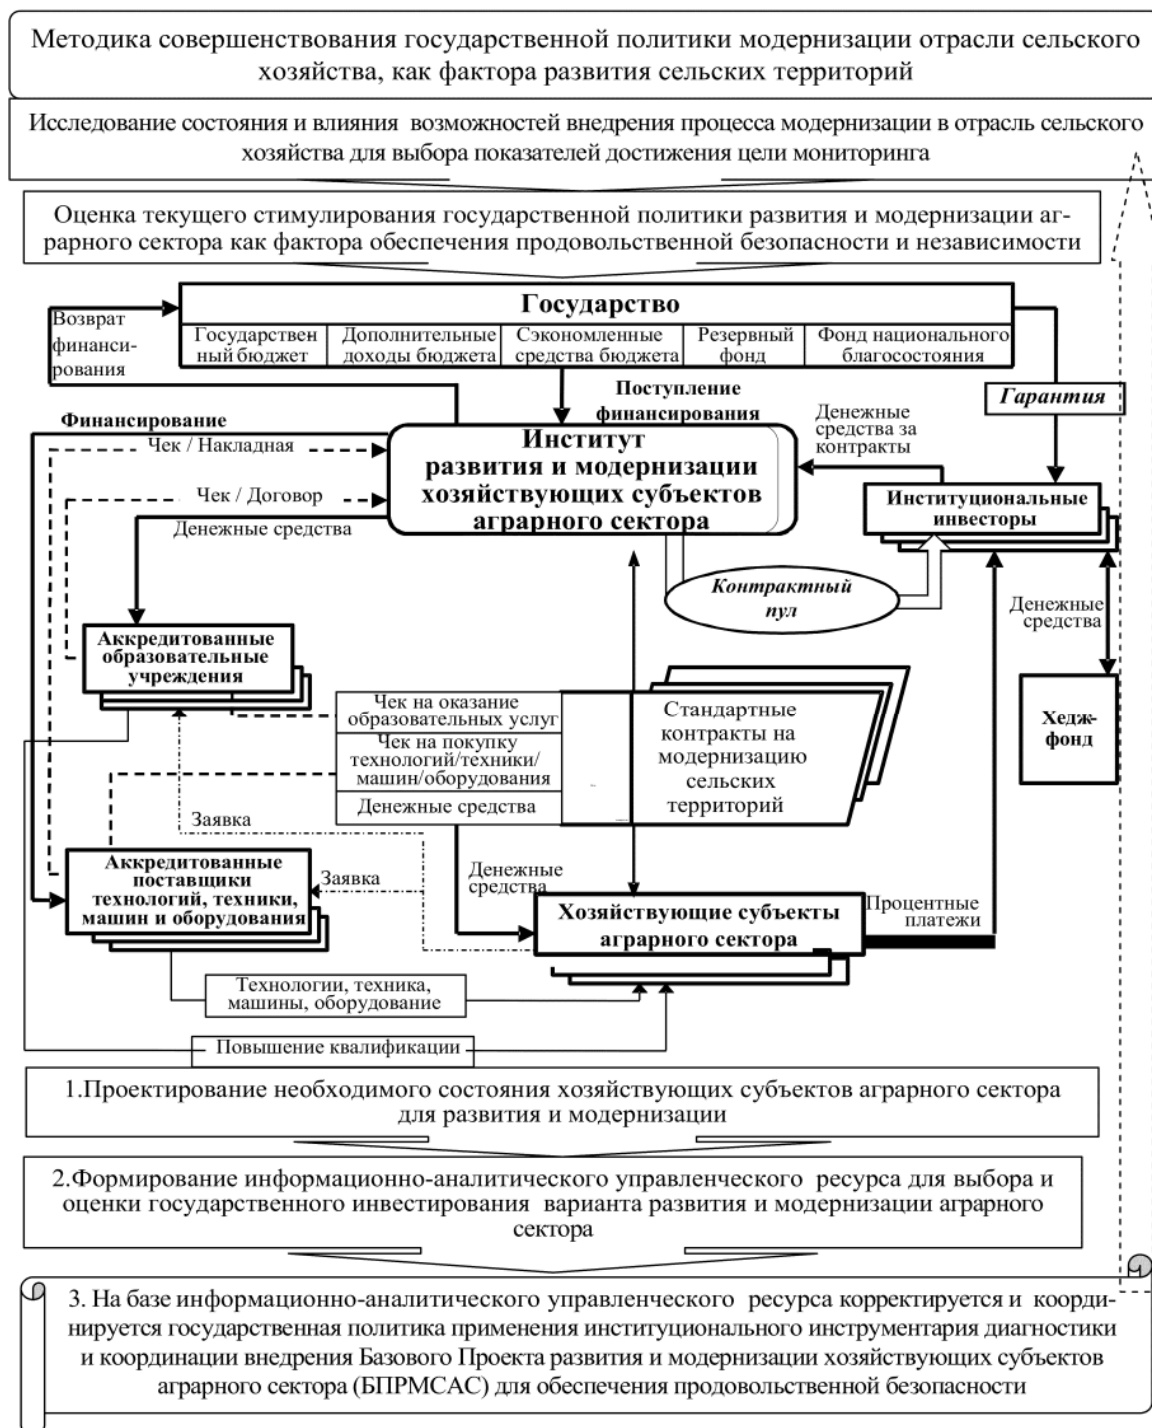 Методика совершенствования государственной политики модернизации отрасли сельского
хозяйства, как фактора развития сельских территорий
Исследование состояния и влияния возможностей внедрения процесса модернизации в отрасль сельского
хозяйства для выбора показателей достижения цели мониторинга
Оценка текущего стимулирования государственной политики развития и модернизации аг-
рарного сектора как фактора обеспечения продовольственной безопасности и независимости
Государство
Государствен
ный бюджет
Дополнительные
доходы бюджета
Сэкономленные
средства бюджета
Резервный
фонд
Фонд национального
благосостояния
Возврат
финанси-
рования
Поступление
финансирования
Гарантия
Финансирование
Чек / Накладная
Чек / Договор
Денежные средства
Институт
развития и модернизации
хозяйствующих субъектов
аграрного сектора
Денежные
средства за
контракты
Институциональные
инвесторы
Контрактный
пул
Денежные
средства
Аккредитованные
образовательные
учреждения
Чек на оказание
образовательных услуг
Чек на покупку
технологий/техники/
машин/оборудования
Денежные средства
Стандартные
контракты на
модернизацию
сельских
территорий
Хедж-
фонд
Заявка
Аккредитованные
поставщики
технологий, техники,
машин и оборудования
Заявка
Денежные
средства
Хозяйствующие субъекты
аграрного сектора
Процентные
платежи
Технологии, техника,
машины, оборудование
Повышение квалификации
1.Проектирование необходимого состояния хозяйствующих субъектов аграрного сектора
для развития и модернизации
2.Формирование информационно-аналитического управленческого ресурса для выбора и
оценки государственного инвестирования варианта развития и модернизации аграрного
сектора
3. На базе информационно-аналитического управленческого ресурса корректируется и коорди-
нируется государственная политика применения институционального инструментария диагностики
и координации внедрения Базового Проекта развития и модернизации хозяйствующих субъектов
аграрного сектора (БПРМСАС) для обеспечения продовольственной безопасности